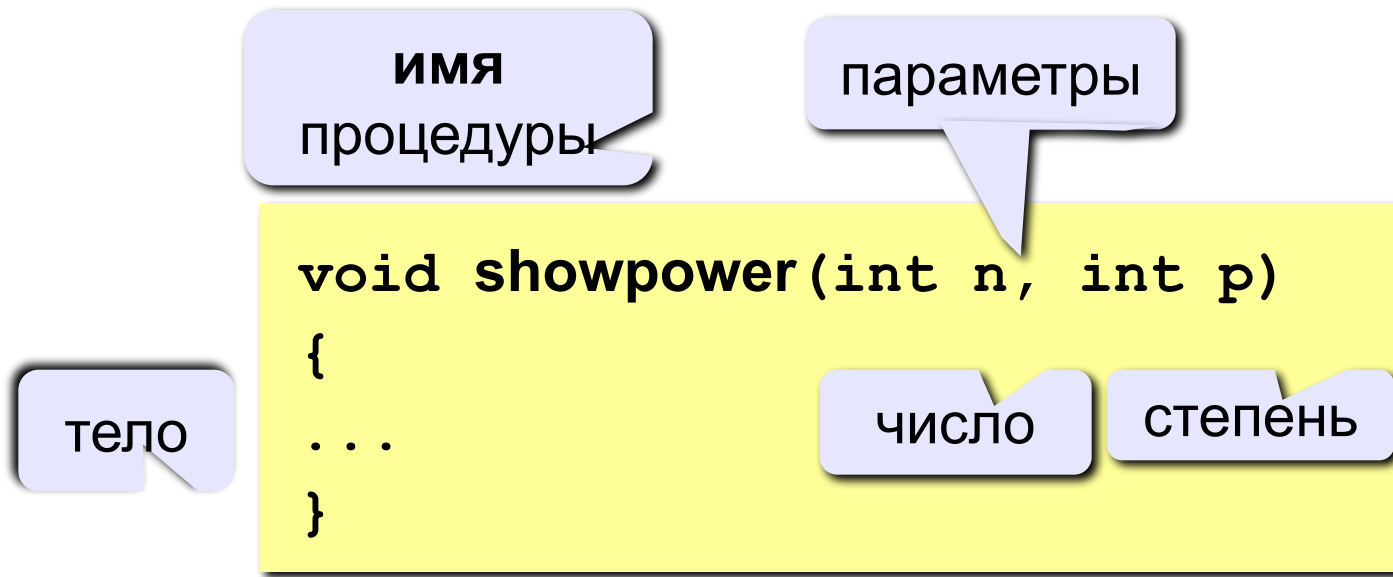 имя
процедуры
параметры
void showpower(int n, int p)
{
тело
...
число
степень
}